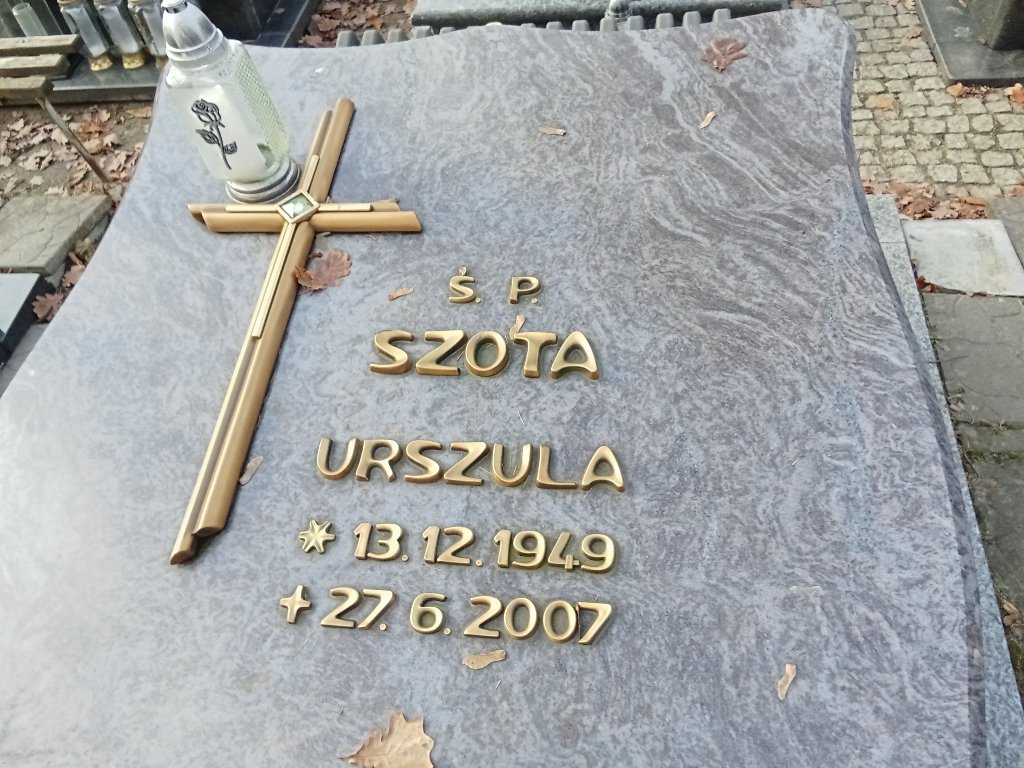 Ś. P.
SZOTA
URSZULA
* 13. 12. 1949
+ 27. 6. 2007